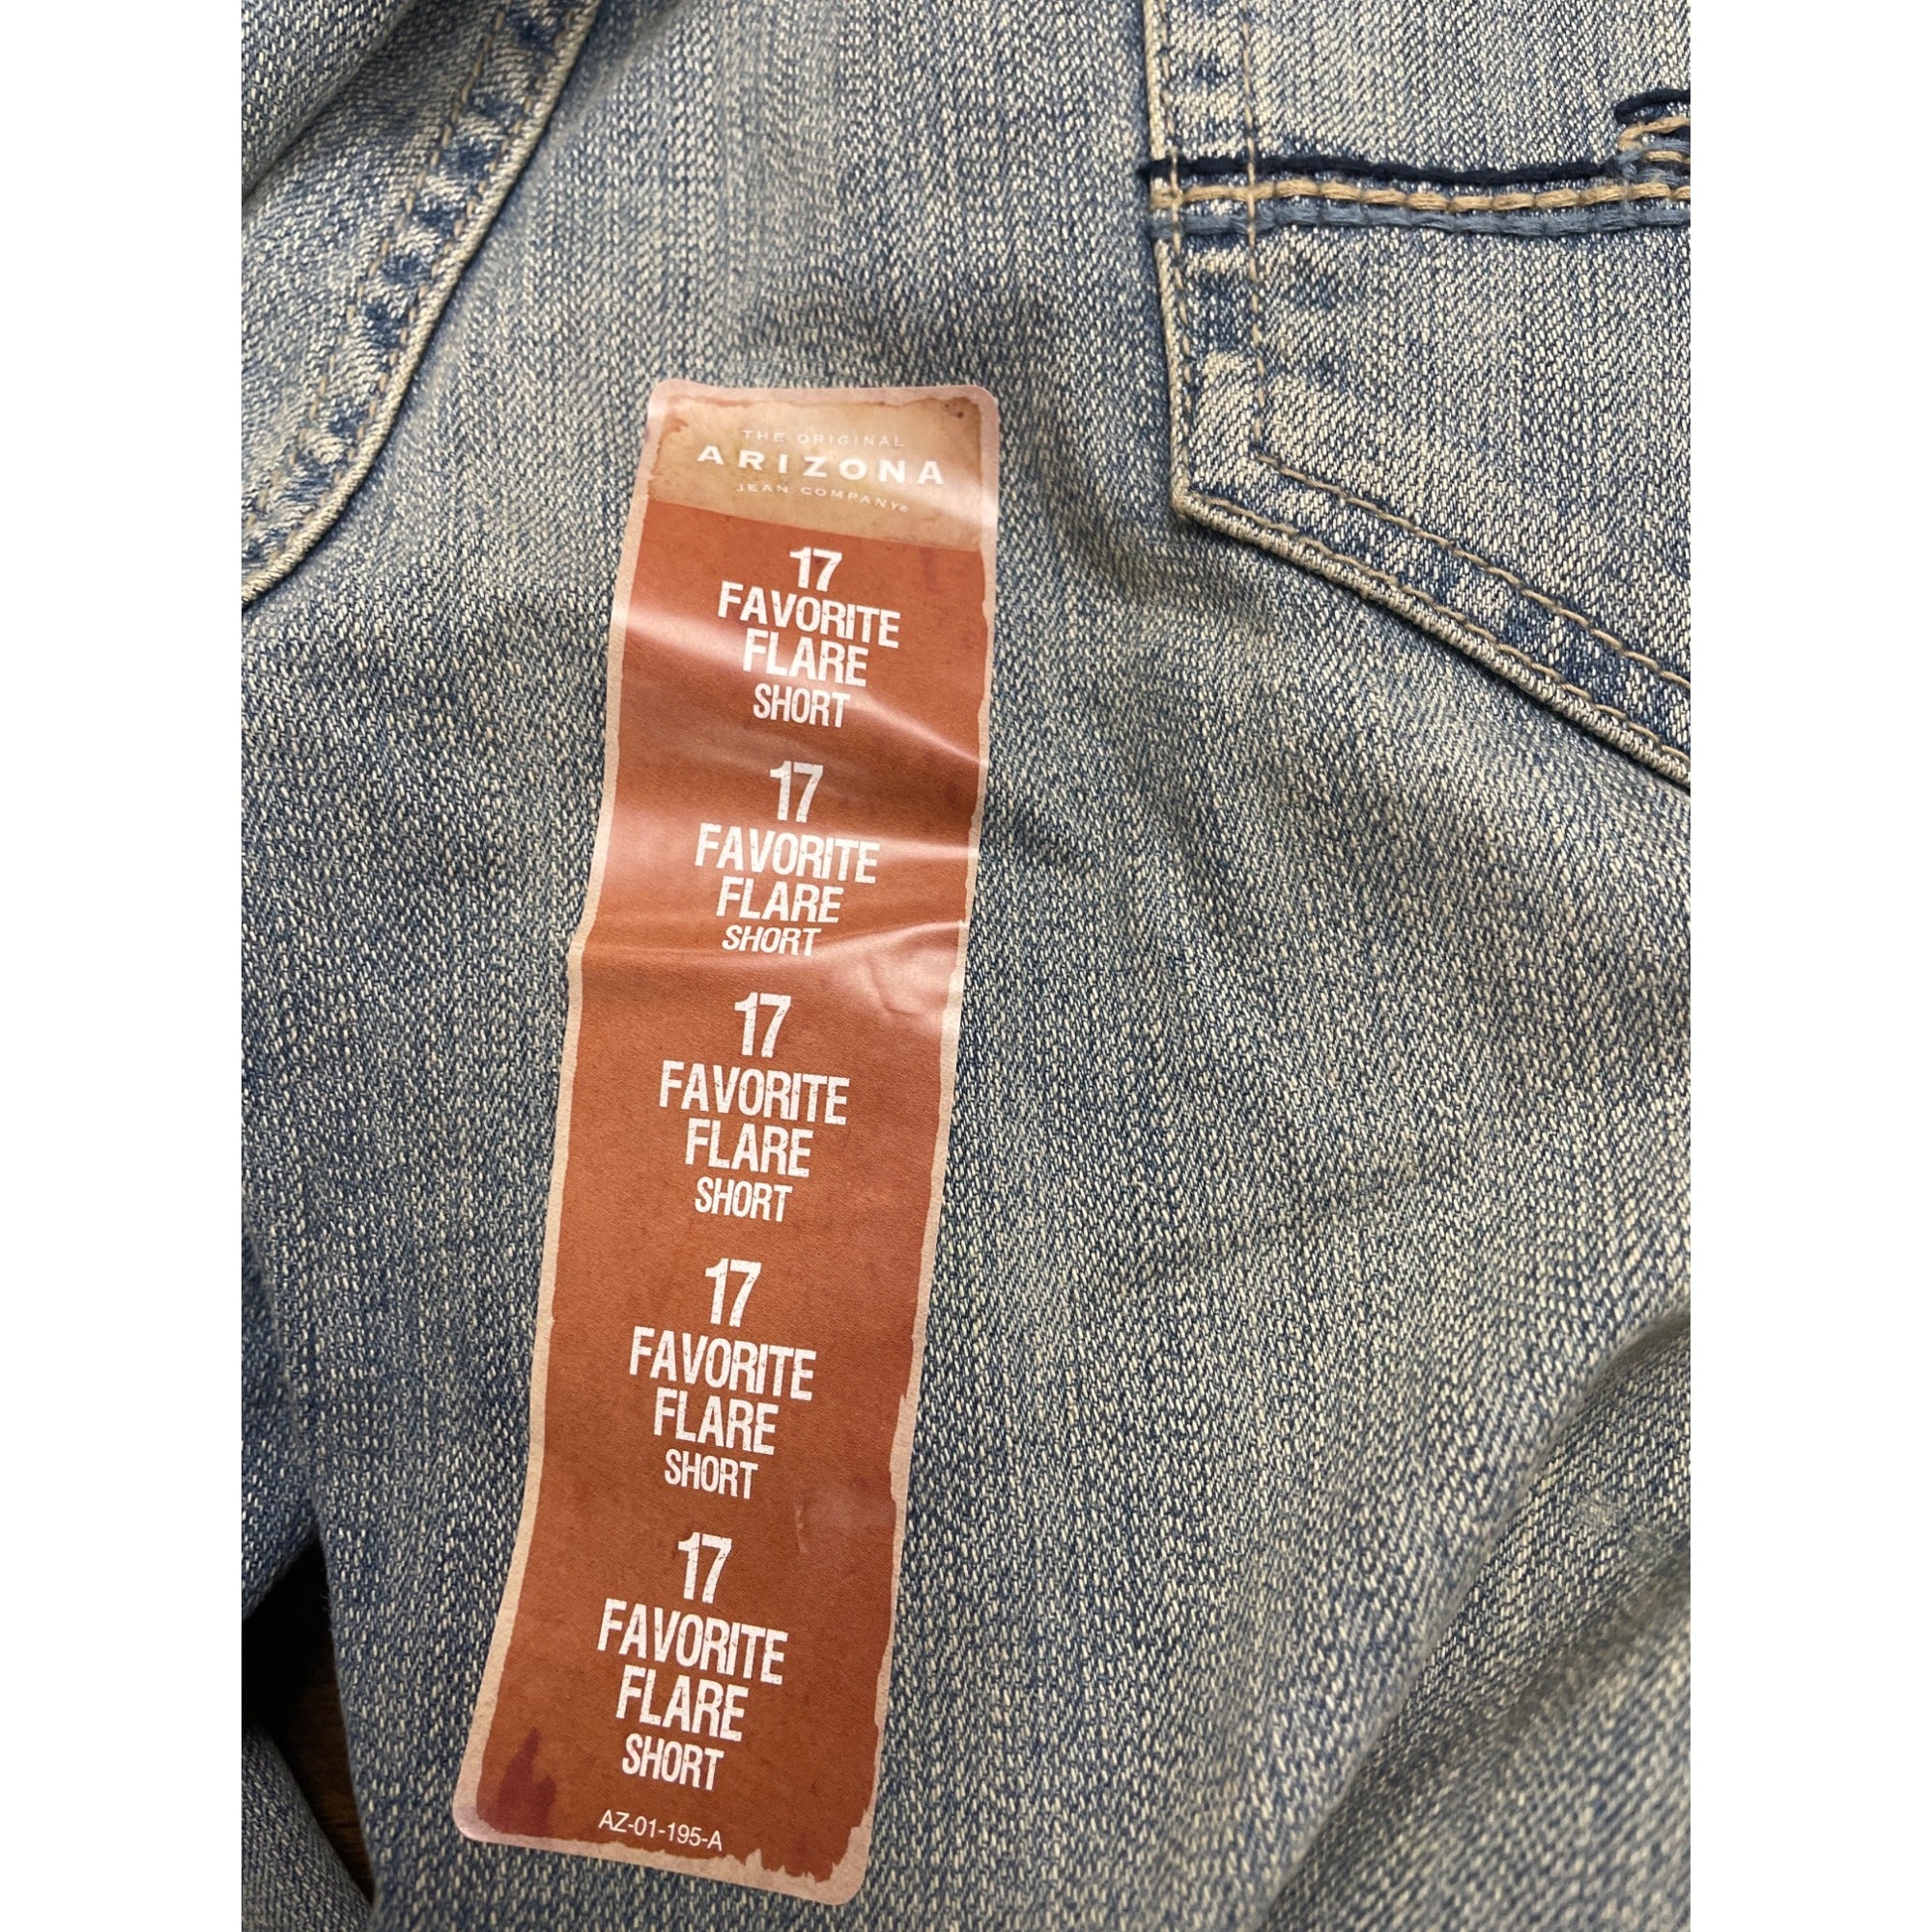 THE ORIGINAL
ARIZONA
JEAN COMPANY®
17
FAVORITE
FLARE
SHORT
17
FAVORITE
FLARE
SHORT
17
FAVORITE
FLARE
SHORT
17
FAVORITE
FLARE
SHORT
17
FAVORITE
FLARE
SHORT
AZ-01-195-A